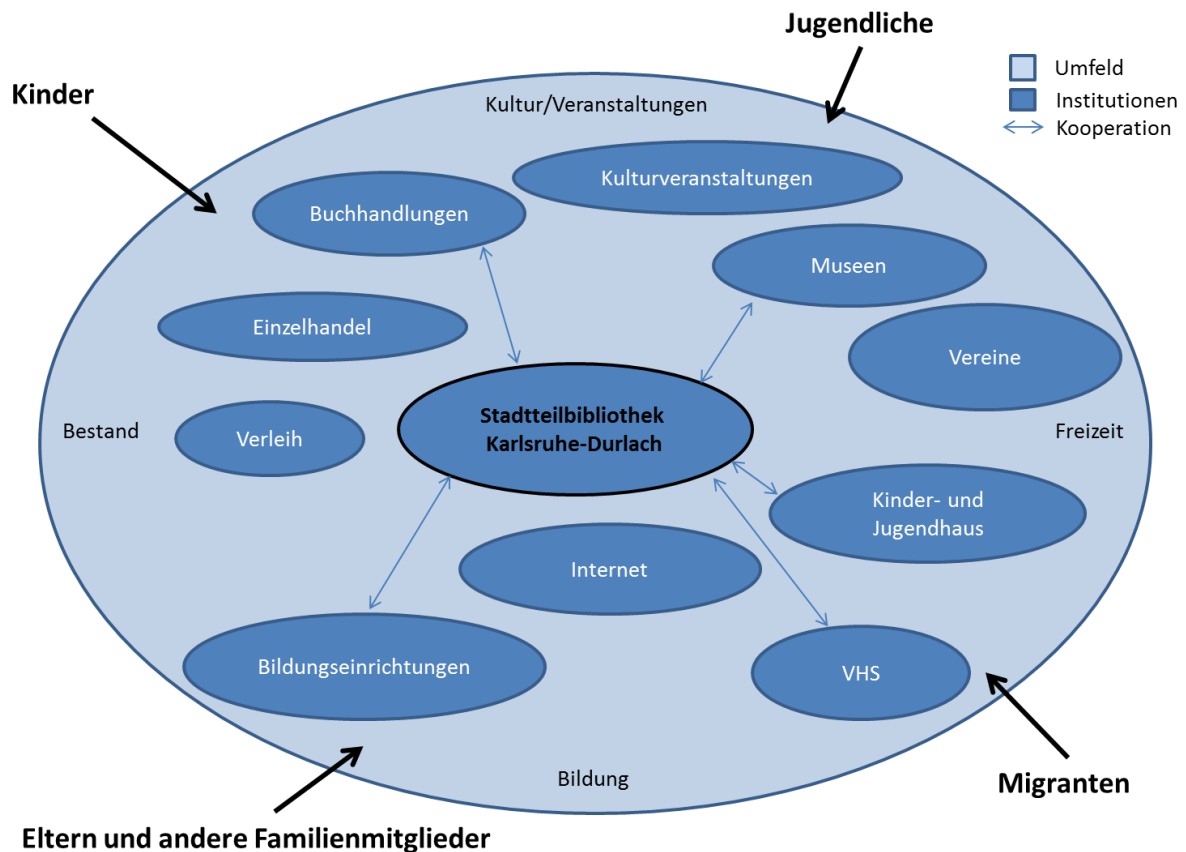 Jugendliche
Kinder
Umfeld
Institutionen
Kooperation
Kultur/Veranstaltungen
Kulturveranstaltungen
Buchhandlungen
Museen
Einzelhandel
Vereine
Bestand
Verleih
Stadtteilbibliothek
Karlsruhe-Durlach
Freizeit
Kinder- und
Jugendhaus
Internet
Bildungseinrichtungen
VHS
Bildung
Migranten
Eltern und andere Familienmitglieder